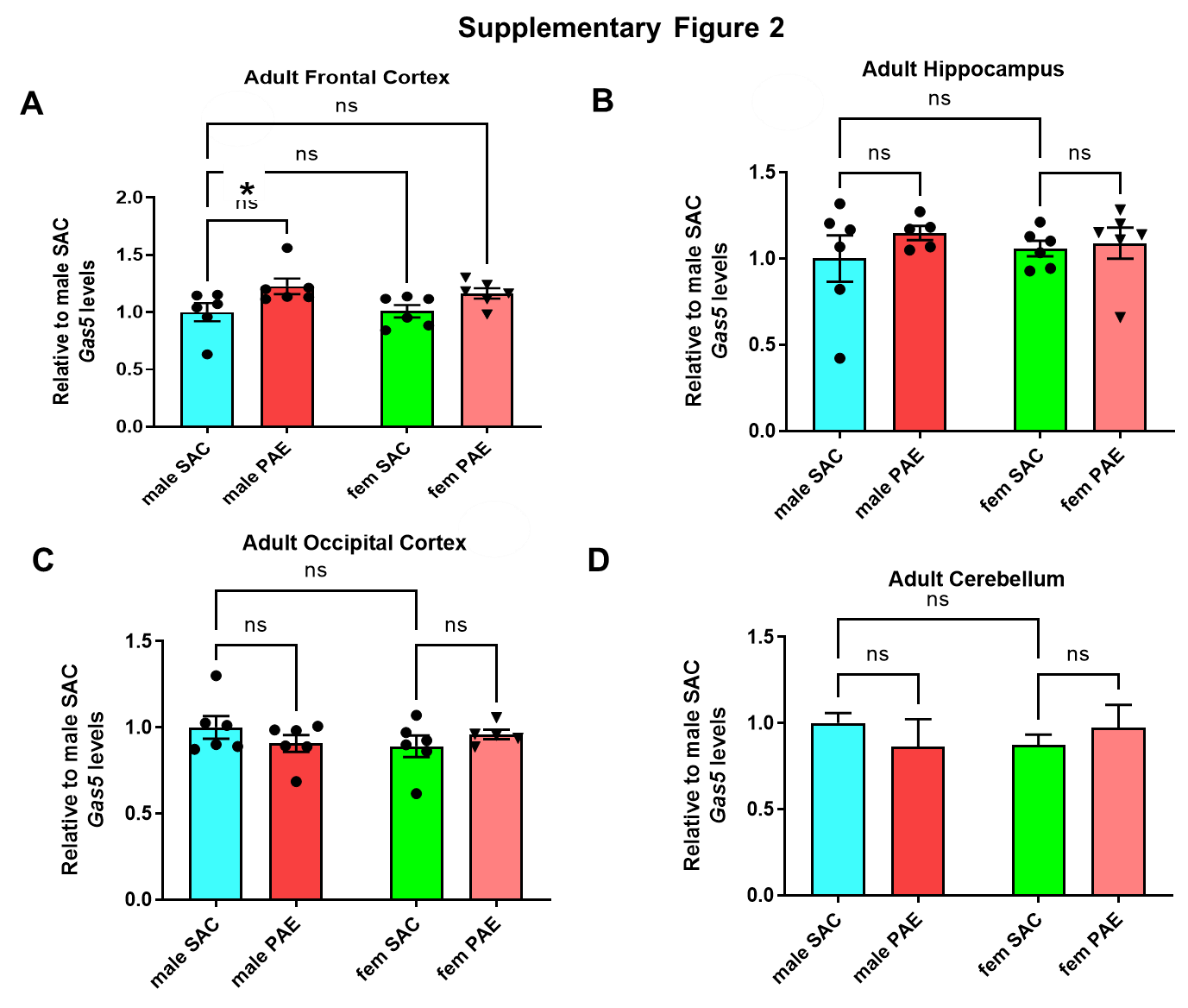 Supplementary Figure 2
A
Adult Frontal Cortex
ns
ns
*
ns
2.0
1.5
1.0
0.5
0.0
Relative to male SAC
Gas5 levels
male SAC
male PAE
fem SAC
fem PAE
B
Adult Hippocampus
ns
ns
ns
1.5
1.0
0.5
0.0
Relative to male SAC
Gas5 levels
male SAC
male PAE
fem SAC
fem PAE
C
Adult Occipital Cortex
ns
ns
ns
1.5
1.0
0.5
0.0
Relative to male SAC
Gas5 levels
male SAC
male PAE
fem SAC
fem PAE
D
Adult Cerebellum
ns
ns
ns
1.5
1.0
0.5
0.0
Relative to male SAC
Gas5 levels
male SAC
male PAE
fem SAC
fem PAE